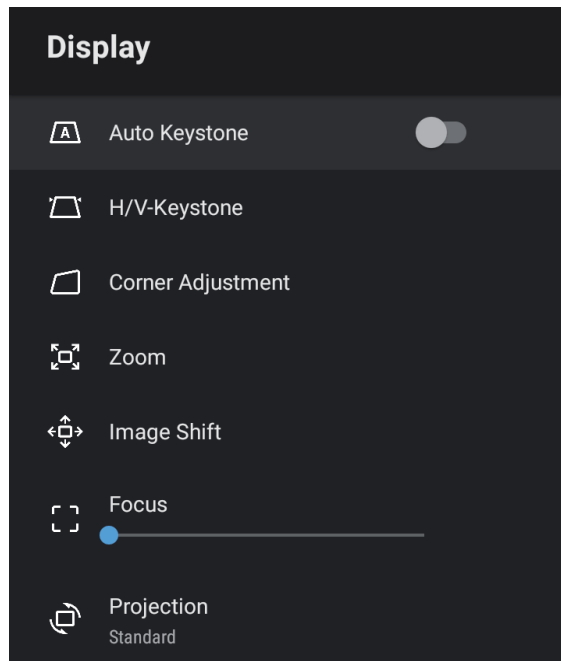 Display
A
Auto Keystone
H/V-Keystone
Corner Adjustment
Zoom
Image Shift
Focus
Projection
Standard